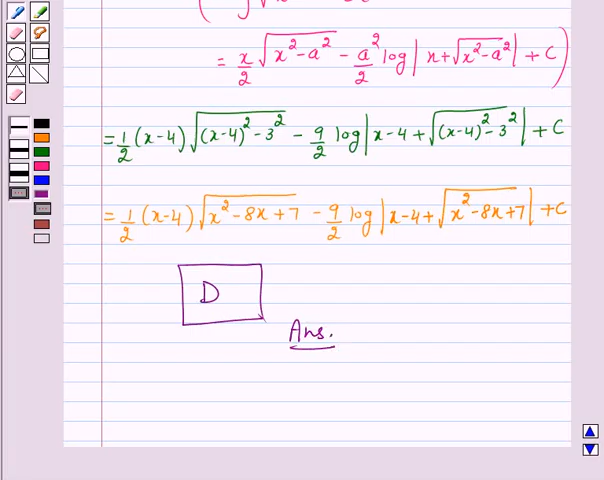 = x/2 √(x² - a²) - a²/2 log |x + √(x² - a²)| + C)
= 1/2 (x-4) √((x-4)² - 3²) - 9/2 log |x-4 + √((x-4)² - 3²)| + C
= 1/2 (x-4) √(x² - 8x + 7) - 9/2 log |x-4 + √(x² - 8x + 7)| + C
D
Ans.